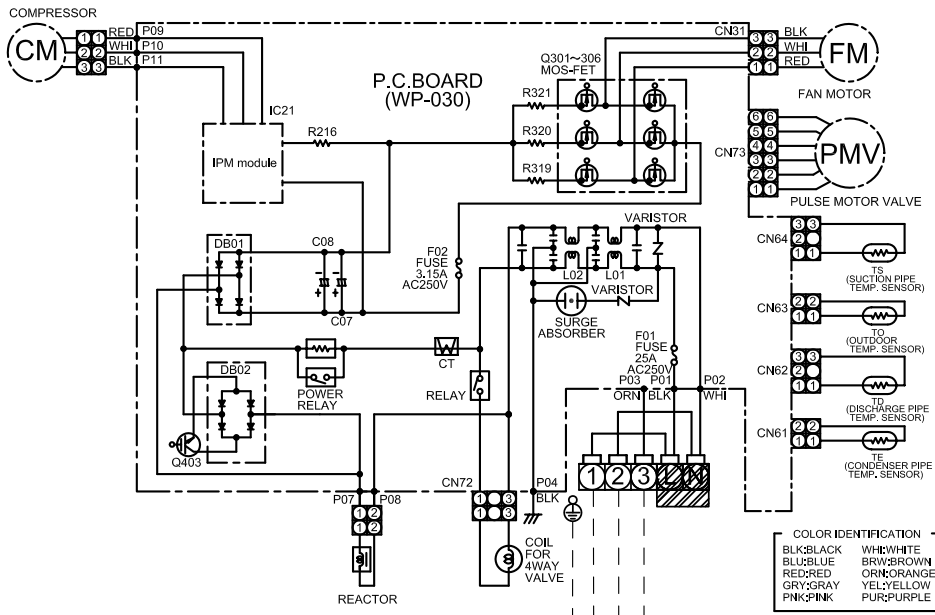 COMPRESSOR
CM
1 1 RED P09
2 2 WHI P10
3 3 BLK P11
P.C.BOARD
(WP-030)
IC21
IPM module
R216
Q301~306
MOS-FET
R321
R320
R319
CN31
3 3 BLK
2 2 WHI
1 1 RED
FM
FAN MOTOR
CN73
6 6
5 5
4 4
3 3
2 2
1 1
PMV
PULSE MOTOR VALVE
CN64
3 3
2
1 1
TS
(SUCTION PIPE
TEMP. SENSOR)
CN63
2 2
1 1
TO
(OUTDOOR
TEMP. SENSOR)
CN62
3 3
2
1 1
TD
(DISCHARGE PIPE
TEMP. SENSOR)
CN61
2 2
1 1
TE
(CONDENSER PIPE
TEMP. SENSOR)
DB01
C08
C07
F02
FUSE
3.15A
AC250V
VARISTOR
L02
L01
VARISTOR
SURGE
ABSORBER
F01
FUSE
25A
AC250V
P03 P01 P02
ORN BLK WHI
DB02
POWER
RELAY
CT
RELAY
Q403
P07 P08
1 2
1 2
REACTOR
CN72
1 3
1 3
P04
BLK
COIL
FOR
4WAY
VALVE
1 2 3 L N
COLOR IDENTIFICATION
BLK:BLACK WHI:WHITE
BLU:BLUE BRW:BROWN
RED:RED ORN:ORANGE
GRY:GRAY YEL:YELLOW
PNK:PINK PUR:PURPLE